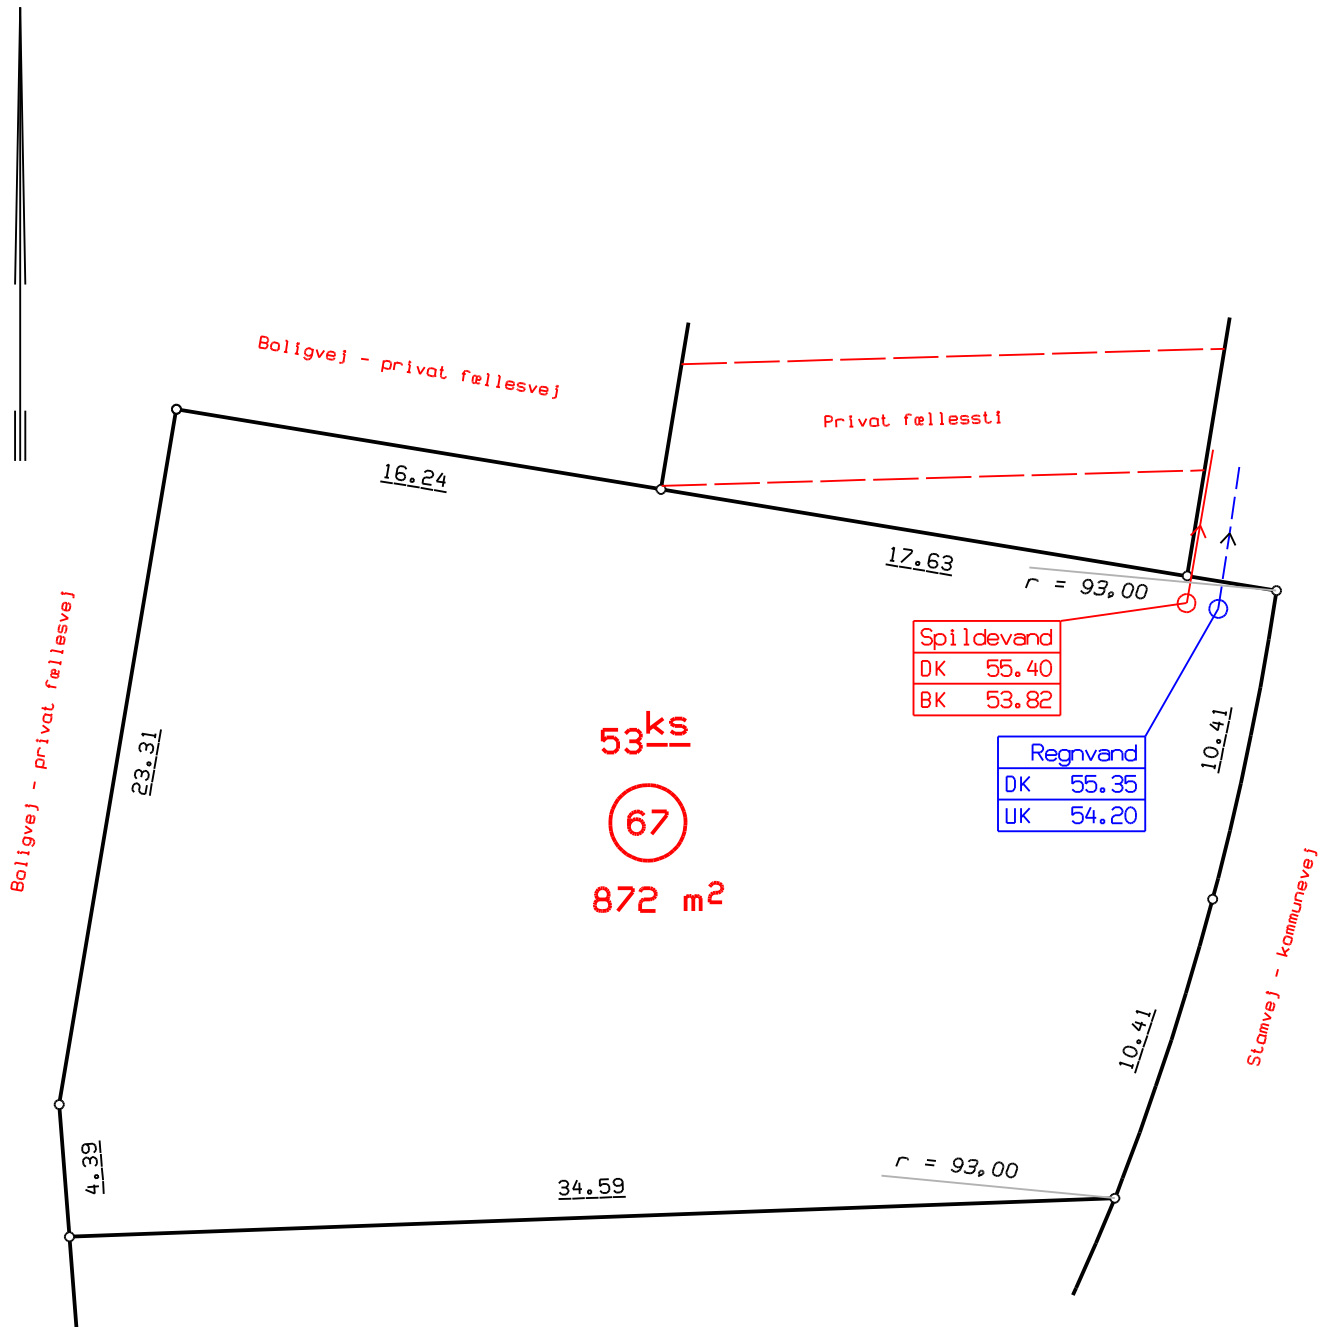 Boligvej - privat fællesvej
Privat fællessti
16.24
17.63
r = 93,00
Spildevand
DK 55.40
BK 53.82
Regnvand
DK 55.35
UK 54.20
10.41
23.31
Boligvej - privat fællesvej
53ks
67
872 m²
Stamvej - kommunevej
10.41
4.39
34.59
r = 93,00